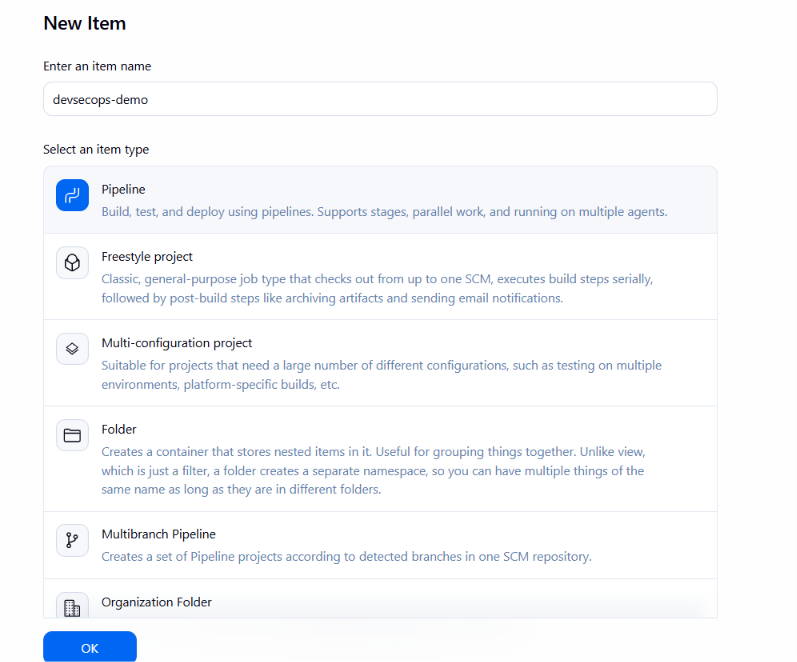 New Item
Enter an item name
devsecops-demo
Select an item type
Pipeline
Build, test, and deploy using pipelines. Supports stages, parallel work, and running on multiple agents.
Freestyle project
Classic, general-purpose job type that checks out from up to one SCM, executes build steps serially,
followed by post-build steps like archiving artifacts and sending email notifications.
Multi-configuration project
Suitable for projects that need a large number of different configurations, such as testing on multiple
environments, platform-specific builds, etc.
Folder
Creates a container that stores nested items in it. Useful for grouping things together. Unlike view,
which is just a filter, a folder creates a separate namespace, so you can have multiple things of the
same name as long as they are in different folders.
Multibranch Pipeline
Creates a set of Pipeline projects according to detected branches in one SCM repository.
Organization Folder
OK